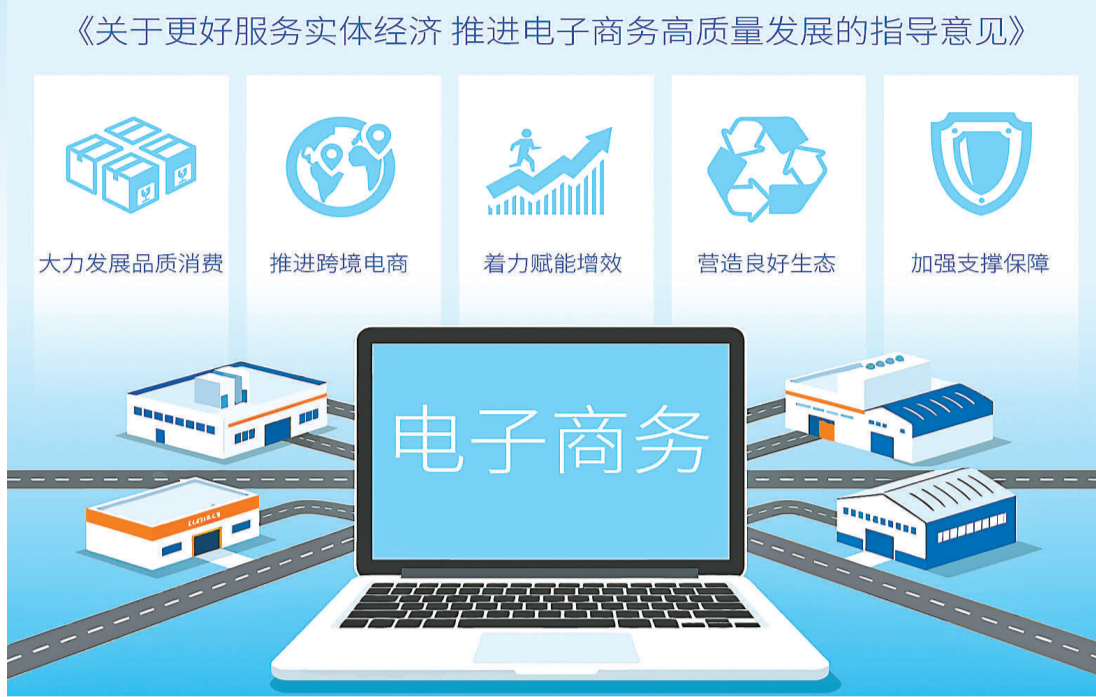 《关于更好服务实体经济 推进电子商务高质量发展的指导意见》
大力发展品质消费
推进跨境电商
着力赋能增效
营造良好生态
加强支撑保障
电子商务